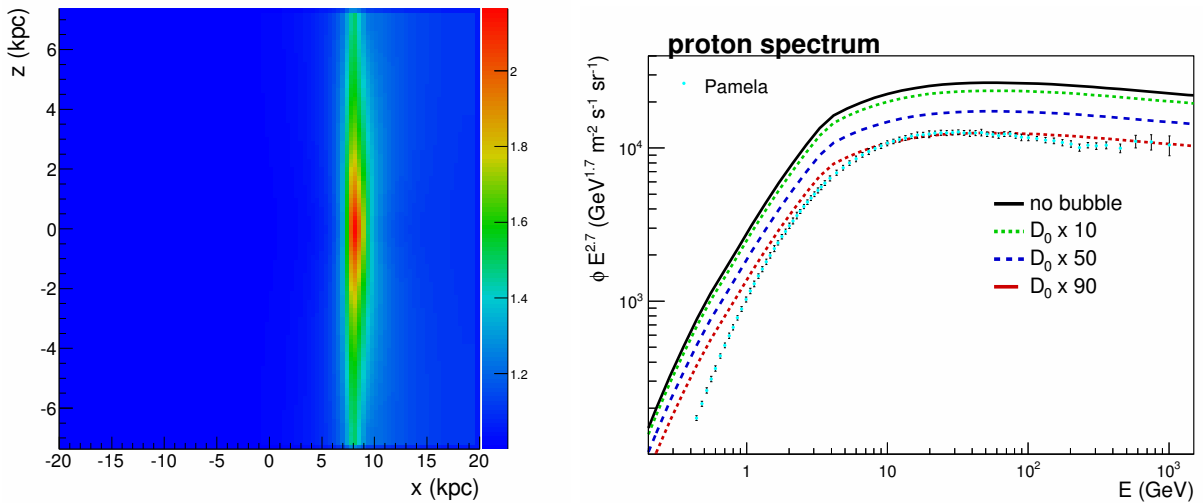 z (kpc)
6
4
2
0
-2
-4
-6
-20
-15
-10
-5
0
5
10
15
20
x (kpc)
2
1.8
1.6
1.4
1.2
proton spectrum
Pamela
ϕ E^2.7 (GeV^1.7 m^-2 s^-1 sr^-1)
10^4
10^3
no bubble
D_0 x 10
D_0 x 50
D_0 x 90
1
10
10^2
10^3
E (GeV)